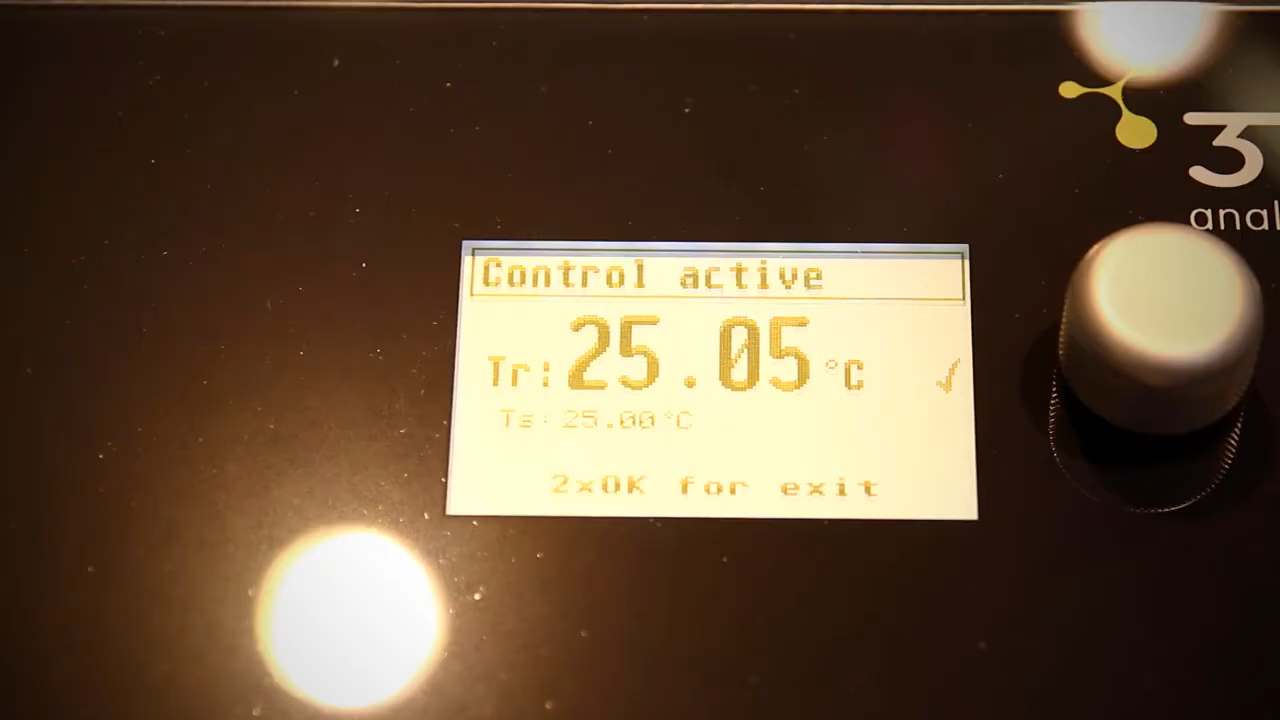 3
anal
Control active
Tr: 25.05 °C ✓
Ts: 25.00 °C
2xOK for exit